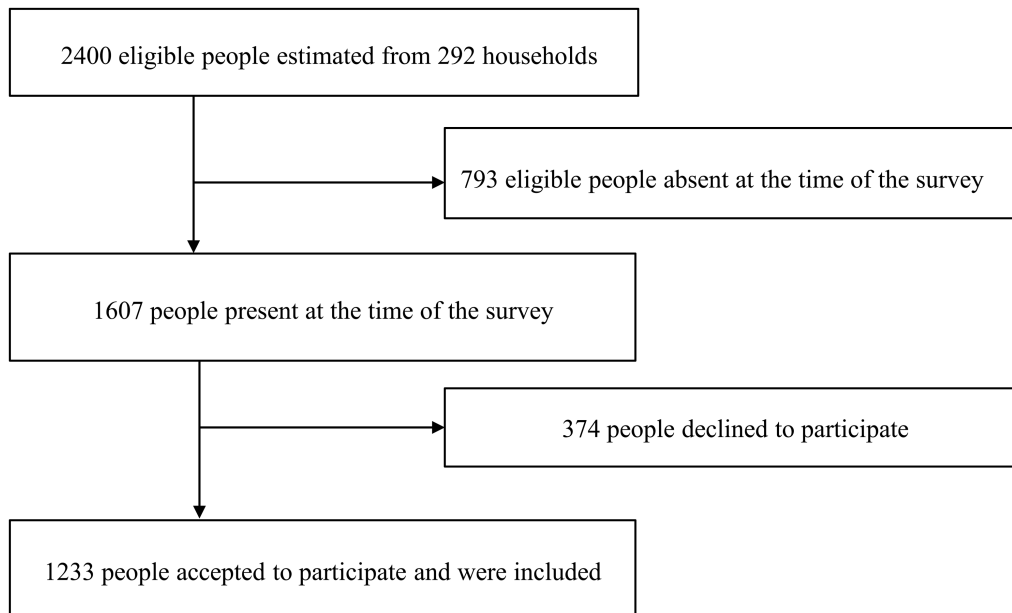 2400 eligible people estimated from 292 households
793 eligible people absent at the time of the survey
1607 people present at the time of the survey
374 people declined to participate
1233 people accepted to participate and were included